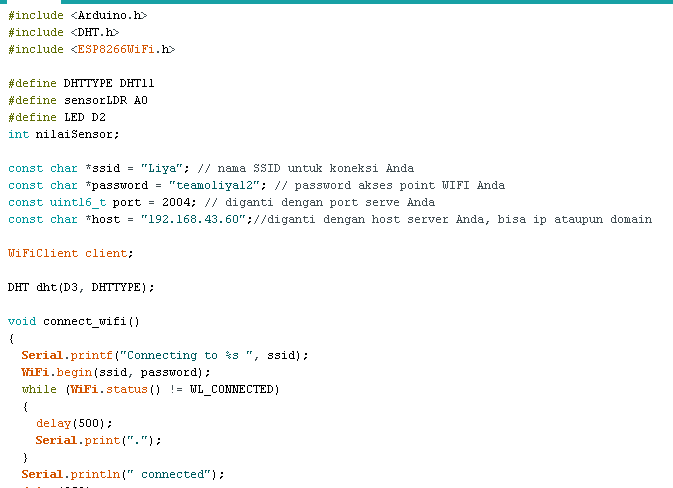 #include <Arduino.h>
#include <DHT.h>
#include <ESP8266WiFi.h>
#define DHTTYPE DHT11
#define sensorLDR A0
#define LED D2
int nilaiSensor;
const char *ssid = "Liya"; // nama SSID untuk koneksi Anda
const char *password = "teamoliya12"; // password akses point WIFI Anda
const uint16_t port = 2004; // diganti dengan port serve Anda
const char *host = "192.168.43.60";//diganti dengan host server Anda, bisa ip ataupun domain
WiFiClient client;
DHT dht(D3, DHTTYPE);
void connect_wifi()
{
  Serial.printf("Connecting to %s ", ssid);
  WiFi.begin(ssid, password);
  while (WiFi.status() != WL_CONNECTED)
  {
    delay(500);
    Serial.print(".");
  }
  Serial.println(" connected");